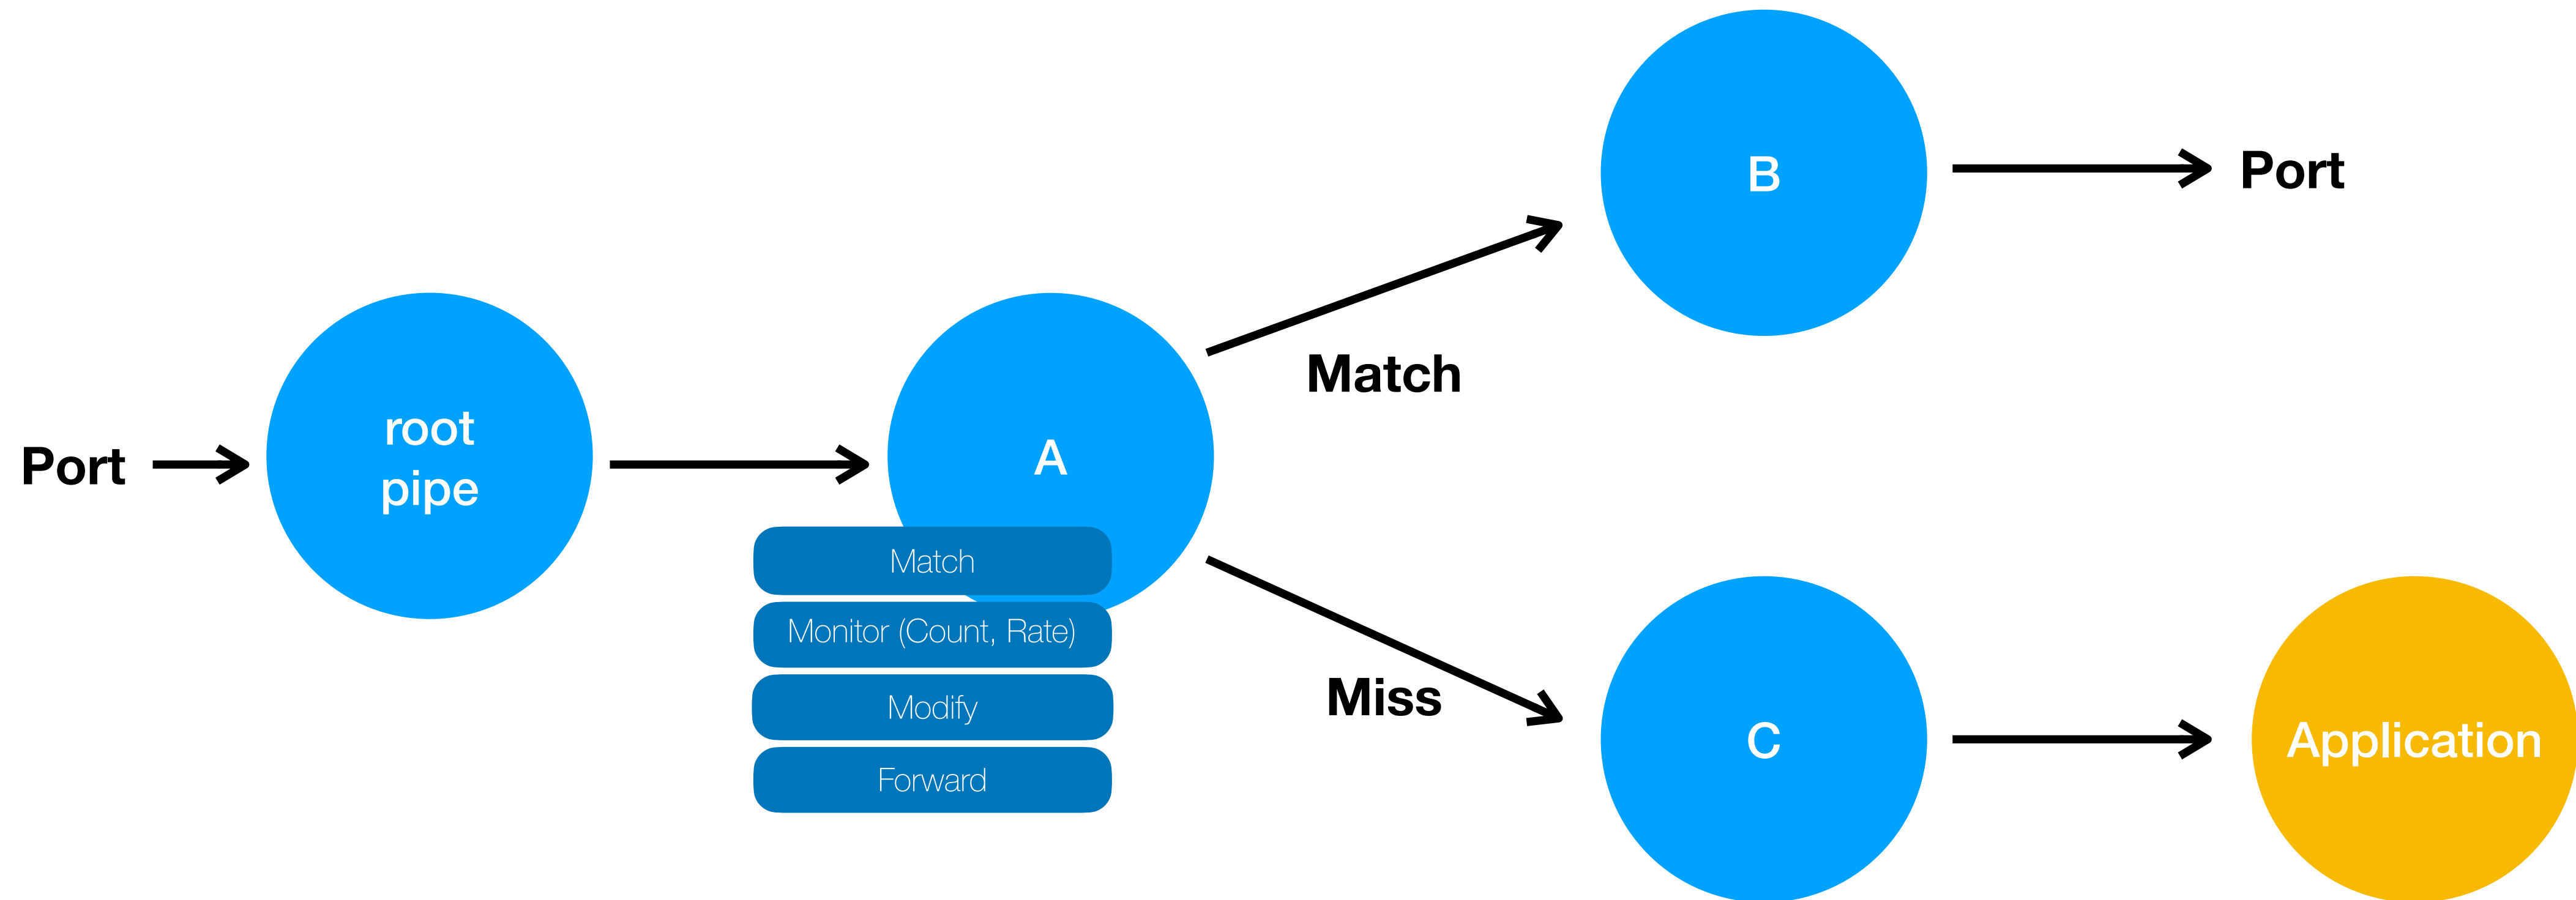 Port
root
pipe
A
Match
Monitor (Count, Rate)
Modify
Forward
Match
Miss
B
Port
C
Application